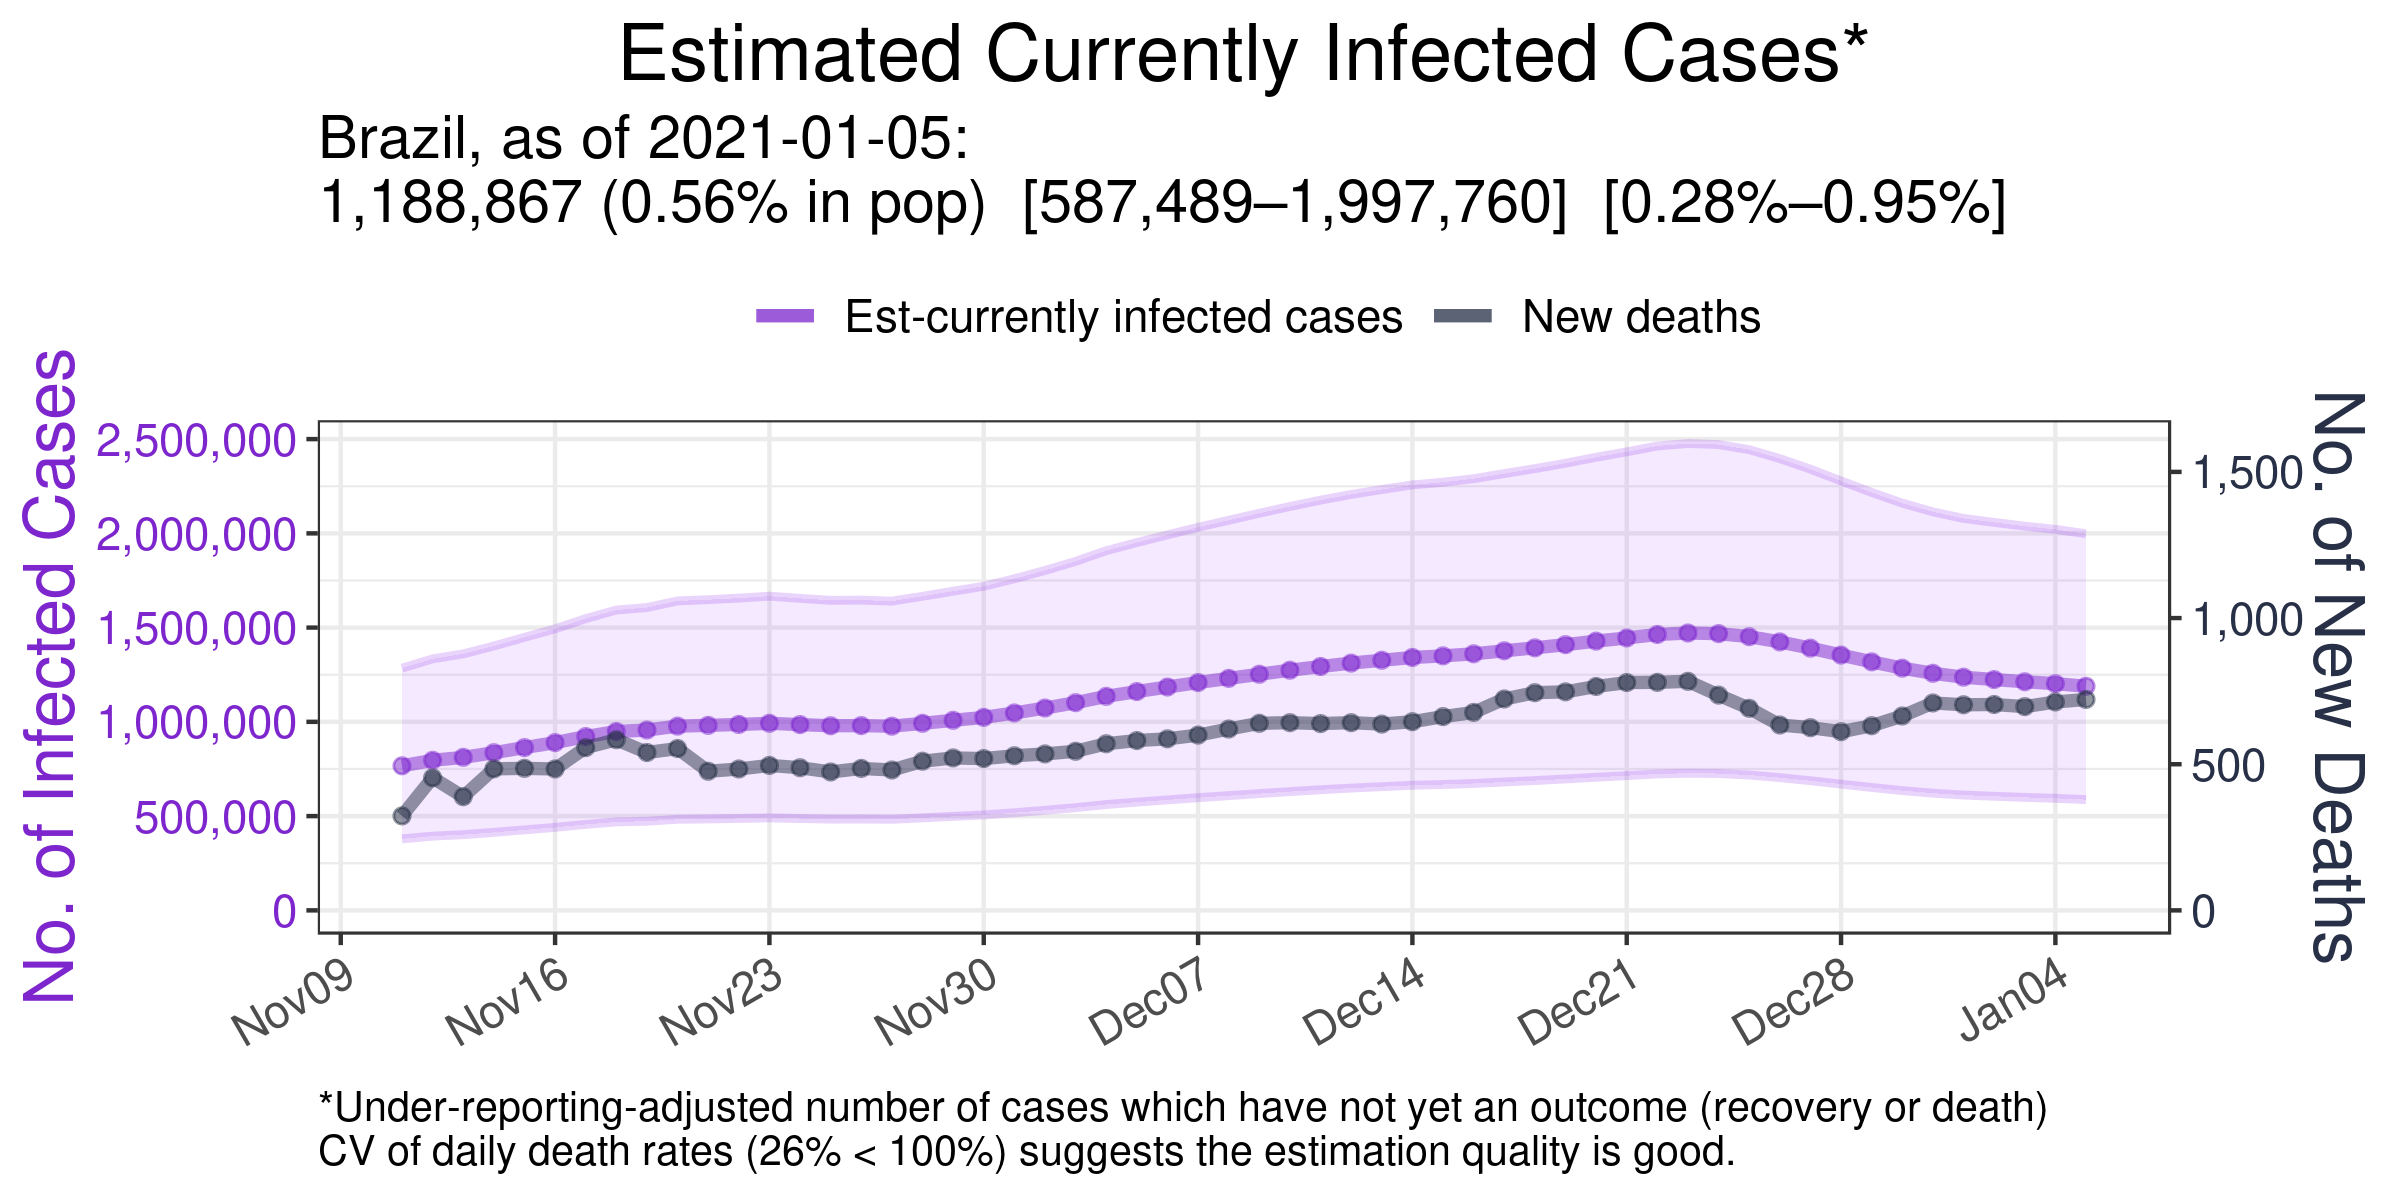 Estimated Currently Infected Cases*
Brazil, as of 2021-01-05:
1,188,867 (0.56% in pop)  [587,489–1,997,760]  [0.28%–0.95%]
Est-currently infected cases
New deaths
No. of Infected Cases
2,500,000
2,000,000
1,500,000
1,000,000
500,000
0
1,500
1,000
500
0
No. of New Deaths
Nov09
Nov16
Nov23
Nov30
Dec07
Dec14
Dec21
Dec28
Jan04
*Under-reporting-adjusted number of cases which have not yet an outcome (recovery or death)
CV of daily death rates (26% < 100%) suggests the estimation quality is good.